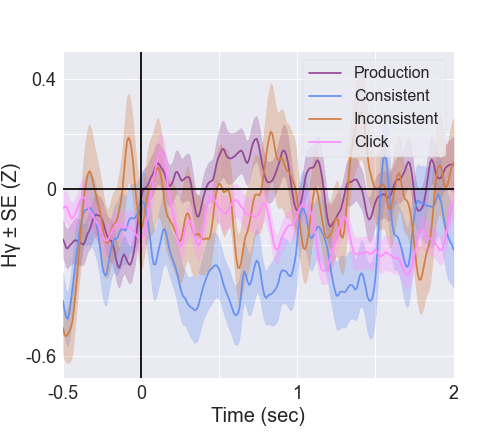 Hγ ± SE (Z)
0.4
0
-0.6
Production
Consistent
Inconsistent
Click
-0.5
0
1
2
Time (sec)